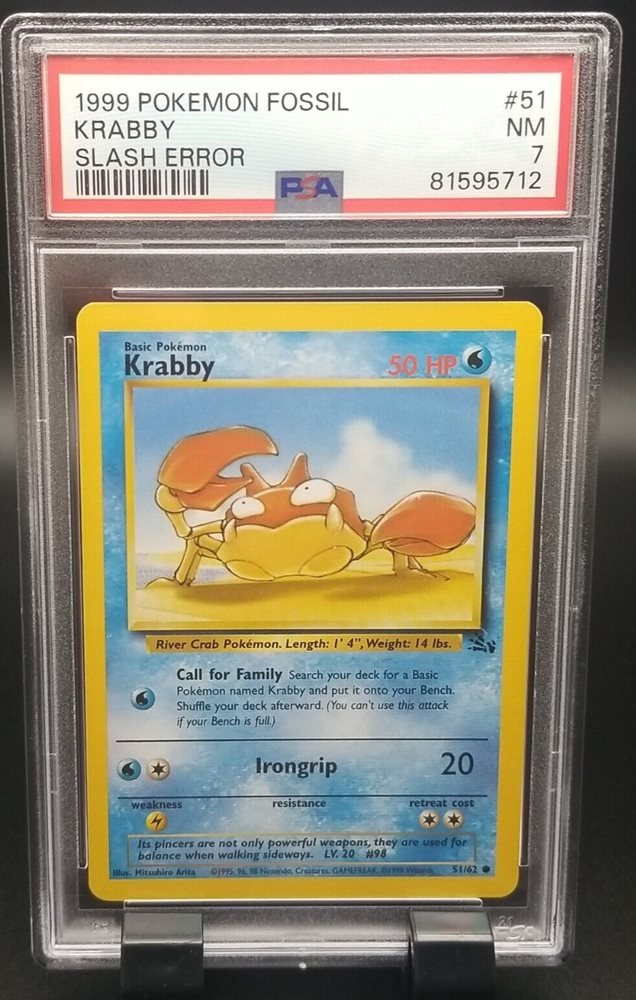 1999 POKEMON FOSSIL #51
KRABBY NM
SLASH ERROR 7
PSA 81595712
Basic Pokémon
Krabby 50 HP
River Crab Pokémon. Length: 1' 4", Weight: 14 lbs.
Call for Family Search your deck for a Basic
Pokémon named Krabby and put it onto your Bench.
Shuffle your deck afterward. (You can't use this attack
if your Bench is full.)
Irongrip 20
weakness resistance retreat cost
Its pincers are not only powerful weapons, they are used for
balance when walking sideways. LV. 20 #98
Illus. Mitsuhiro Arita ©1995, 96, 98 Nintendo, Creatures, GAMEFREAK. ©1999 Wizards. 51/62